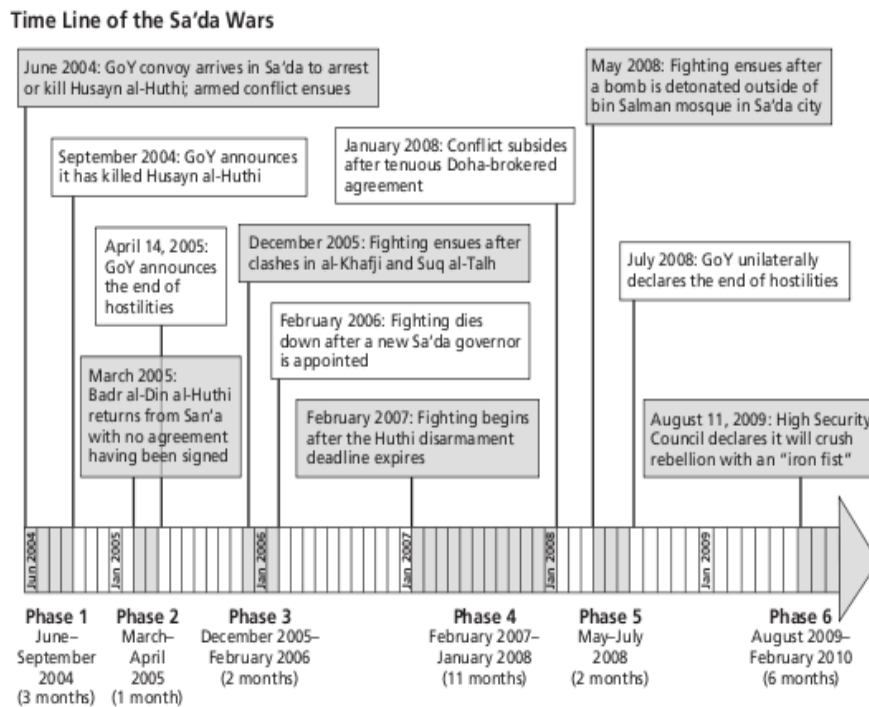 Time Line of the Sa'da Wars
June 2004: GoY convoy arrives in Sa'da to arrest
or kill Husayn al-Huthi; armed conflict ensues
May 2008: Fighting ensues after
a bomb is detonated outside of
bin Salman mosque in Sa'da city
September 2004: GoY announces
it has killed Husayn al-Huthi
January 2008: Conflict subsides
after tenuous Doha-brokered
agreement
April 14, 2005:
GoY announces
the end of
hostilities
December 2005: Fighting ensues after
clashes in al-Khafji and Suq al-Talh
July 2008: GoY unilaterally
declares the end of hostilities
February 2006: Fighting dies
down after a new Sa'da governor
is appointed
March 2005:
Badr al-Din al-Huthi
returns from San'a
with no agreement
having been signed
February 2007: Fighting begins
after the Huthi disarmament
deadline expires
August 11, 2009: High Security
Council declares it will crush
rebellion with an "iron fist"
Jun 2004
Jan 2005
Jan 2006
Jan 2007
Jan 2008
Jan 2009
Phase 1
June–
September
2004
(3 months)
Phase 2
March–
April
2005
(1 month)
Phase 3
December 2005–
February 2006
(2 months)
Phase 4
February 2007–
January 2008
(11 months)
Phase 5
May–July
2008
(2 months)
Phase 6
August 2009–
February 2010
(6 months)